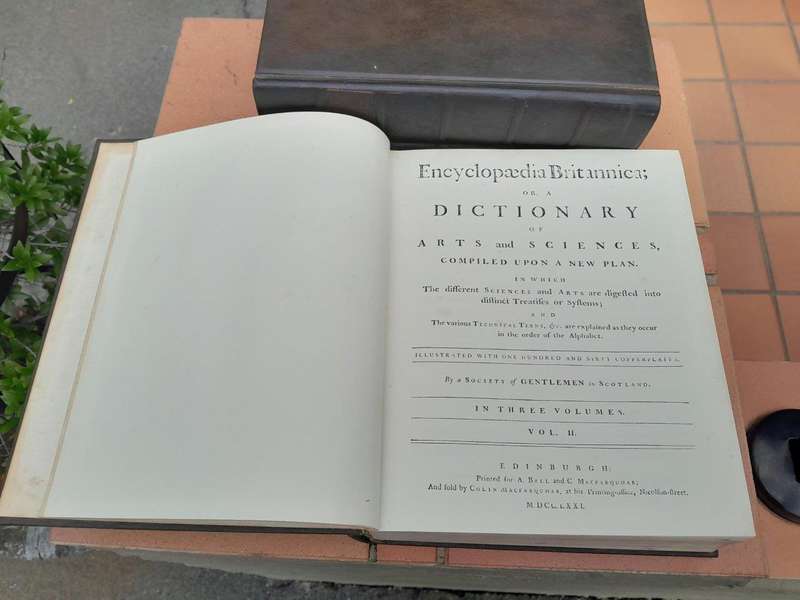 Encyclopædia Britannica;
OR, A
DICTIONARY
OF
ARTS and SCIENCES,
COMPILED UPON A NEW PLAN.
IN WHICH
The different SCIENCES and ARTS are digeſted into
diſtinct Treatiſes or Syſtems;
AND
The various TECHNICAL TERMS, &c. are explained as they occur
in the order of the Alphabet.
ILLUSTRATED WITH ONE HUNDRED AND SIXTY COPPERPLATES.
By a SOCIETY of GENTLEMEN in SCOTLAND.
IN THREE VOLUMES.
VOL. II.
EDINBURGH:
Printed for A. BELL and C. MACFARQUHAR;
And ſold by COLIN MACFARQUHAR, at his Printing-office, Nicolſon-ſtreet.
M.DCC.LXXI.